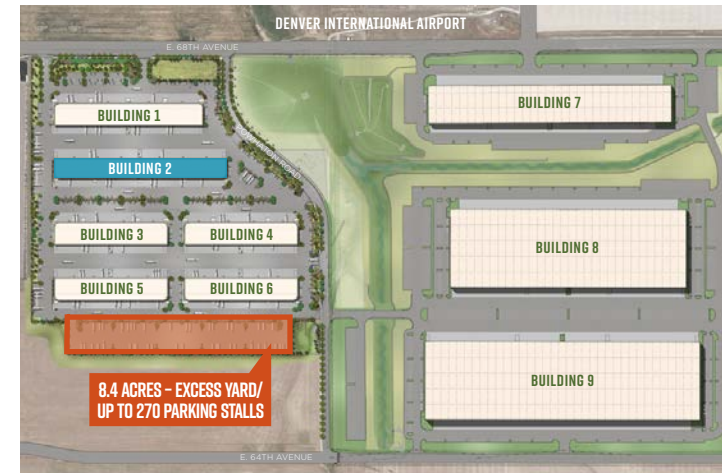 DENVER INTERNATIONAL AIRPORT
E. 68TH AVENUE
BUILDING 1
BUILDING 7
BUILDING 2
BUILDING 3
BUILDING 4
BUILDING 8
BUILDING 5
BUILDING 6
8.4 ACRES – EXCESS YARD/
UP TO 270 PARKING STALLS
BUILDING 9
E. 64TH AVENUE